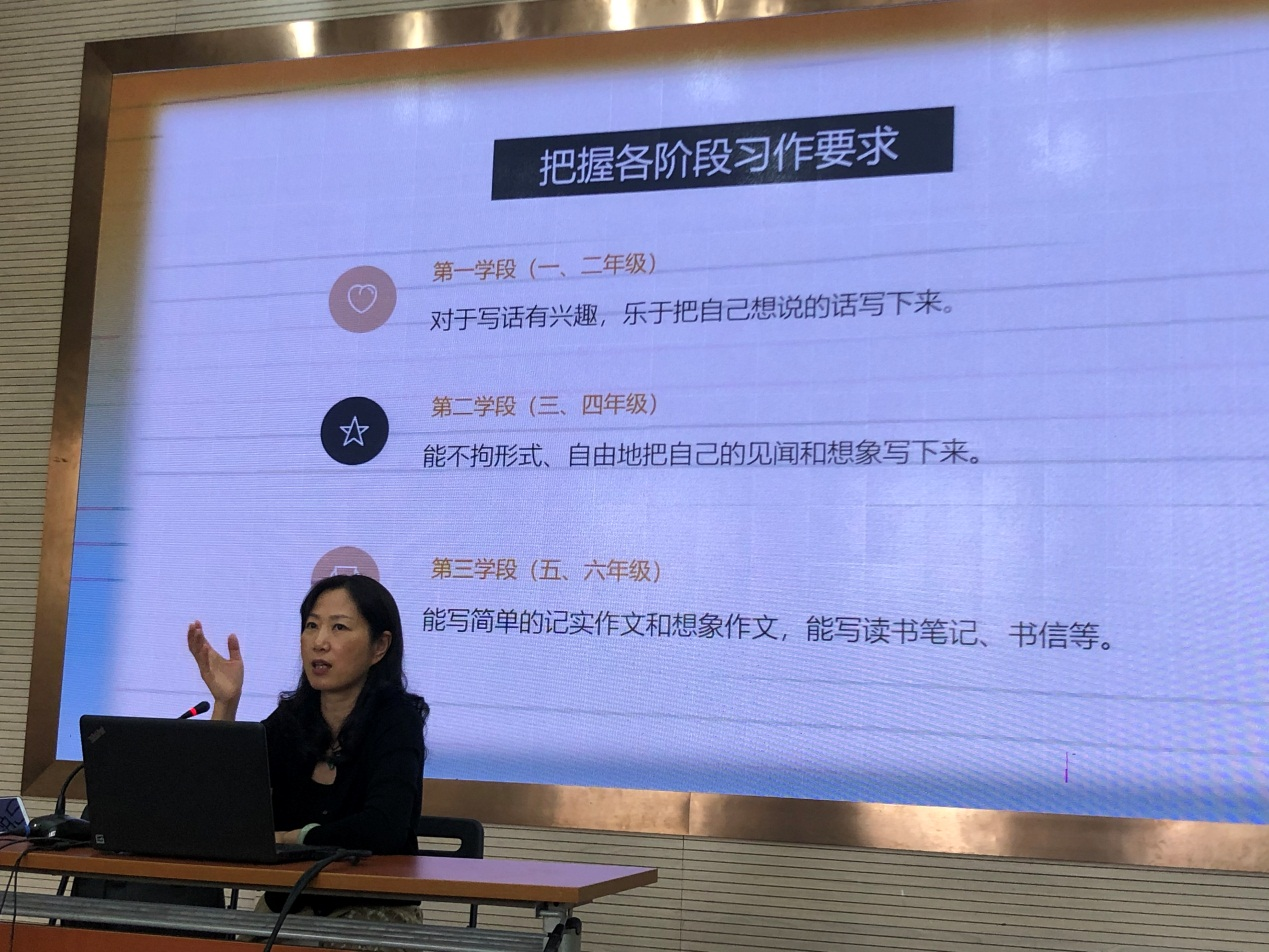 把握各阶段习作要求
第一学段（一、二年级）
对于写话有兴趣，乐于把自己想说的话写下来。
第二学段（三、四年级）
能不拘形式、自由地把自己的见闻和想象写下来。
第三学段（五、六年级）
能写简单的记实作文和想象作文，能写读书笔记、书信等。